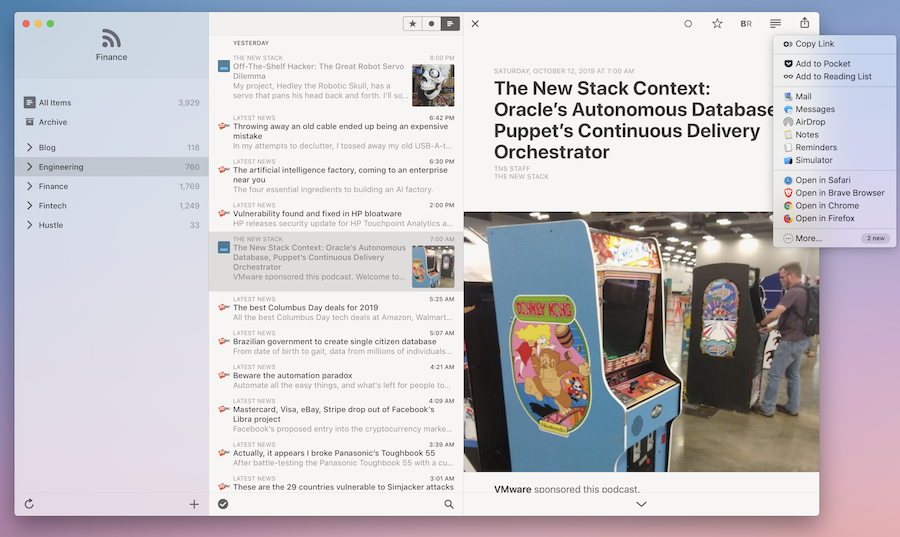 Finance
All Items 3,929
Archive
Blog 118
Engineering 760
Finance 1,769
Fintech 1,249
Hustle 33
YESTERDAY
THE NEW STACK 8:00 PM
Off-The-Shelf Hacker: The Great Robot Servo
Dilemma
My project, Hedley the Robotic Skull, has a
servo that pans his head back and forth. I'll so...
LATEST NEWS 6:42 PM
Throwing away an old cable ended up being an expensive
mistake
In my attempts to declutter, I tossed away my old USB-A-t...
LATEST NEWS 6:30 PM
The artificial intelligence factory, coming to an enterprise
near you
The four essential ingredients to building an AI factory.
LATEST NEWS 2:00 PM
Vulnerability found and fixed in HP bloatware
HP releases security update for HP Touchpoint Analytics a...
THE NEW STACK 7:00 AM
The New Stack Context: Oracle's Autonomous
Database, Puppet's Continuous Delivery
Orchestrator
VMware sponsored this podcast. Welcome to...
LATEST NEWS 5:25 AM
The best Columbus Day deals for 2019
All the best Columbus Day tech deals at Amazon, Walmart...
LATEST NEWS 5:07 AM
Brazilian government to create single citizen database
From date of birth to gait, data from millions of individuals...
LATEST NEWS 4:21 AM
Beware the automation paradox
Automate all the easy things, and what's left for people to...
LATEST NEWS 4:09 AM
Mastercard, Visa, eBay, Stripe drop out of Facebook's
Libra project
Facebook's proposed entry into the cryptocurrency marke...
LATEST NEWS 3:39 AM
Actually, it appears I broke Panasonic's Toughbook 55
After battle-testing the Panasonic Toughbook 55 with a cu...
LATEST NEWS 3:01 AM
These are the 29 countries vulnerable to Simjacker attacks
BR
SATURDAY, OCTOBER 12, 2019 AT 7:00 AM
The New Stack Context:
Oracle's Autonomous Database,
Puppet's Continuous Delivery
Orchestrator
TNS STAFF
THE NEW STACK
DONKEY KONG
Nintendo
VMware sponsored this podcast.
Copy Link
Add to Pocket
Add to Reading List
Mail
Messages
AirDrop
Notes
Reminders
Simulator
Open in Safari
Open in Brave Browser
Open in Chrome
Open in Firefox
More... 2 new